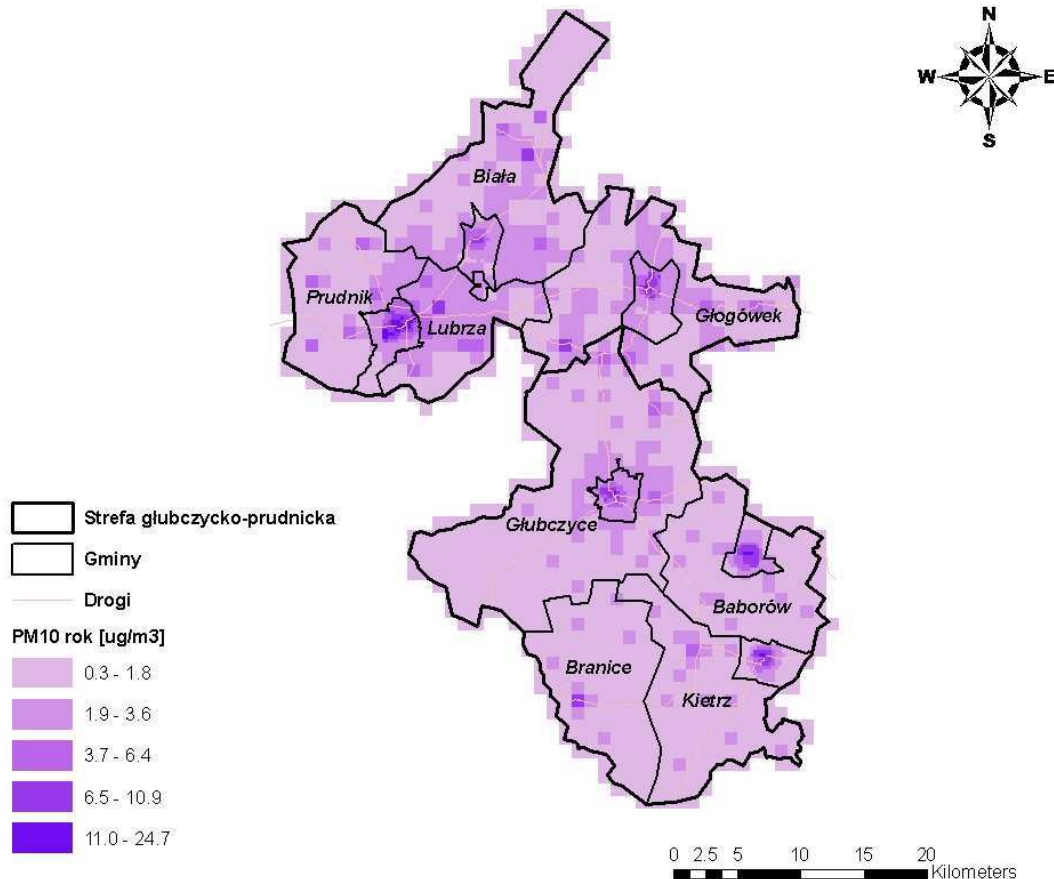 N
W E
S
Biała
Prudnik
Lubrza
Głogówek
Głubczyce
Baborów
Branice
Kietrz
Strefa głubczycko-prudnicka
Gminy
Drogi
PM10 rok [ug/m3]
0.3 - 1.8
1.9 - 3.6
3.7 - 6.4
6.5 - 10.9
11.0 - 24.7
0 2.5 5 10 15 20
Kilometers